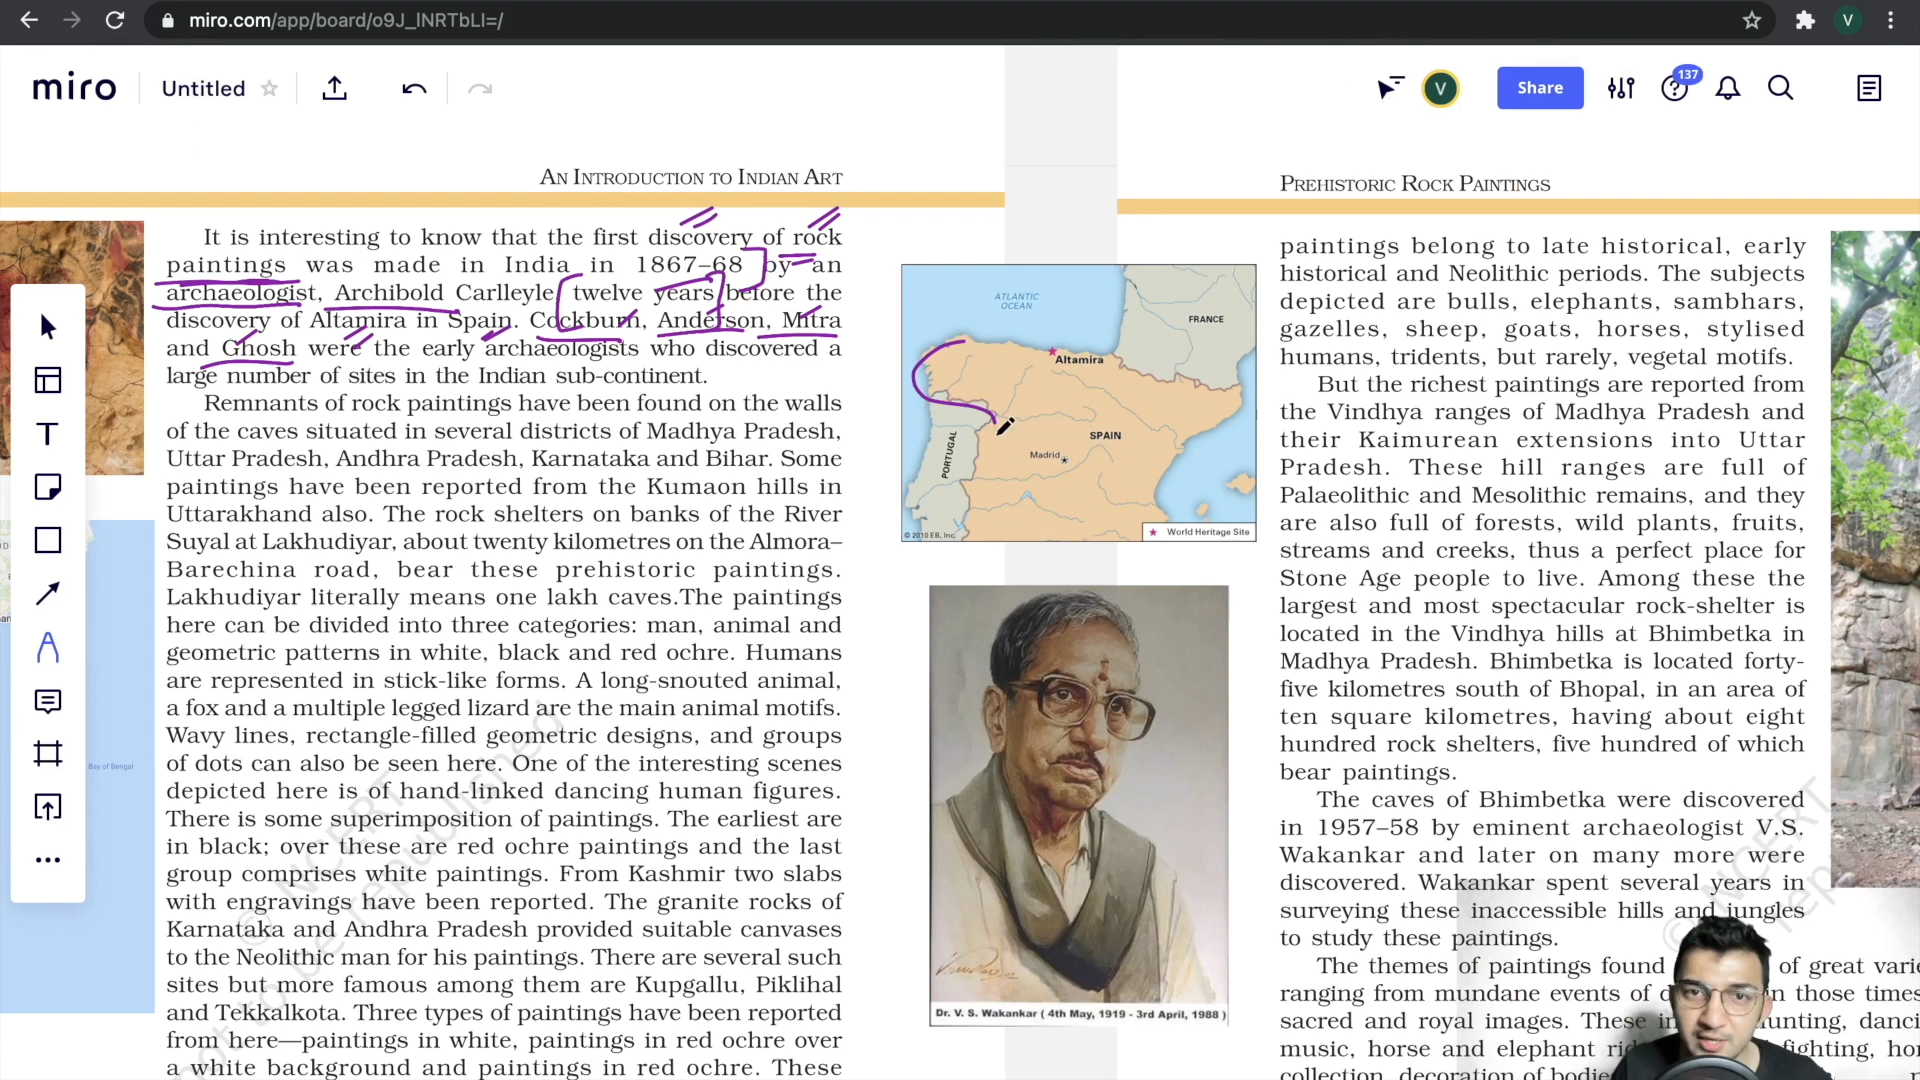 miro.com/app/board/o9J_lNRTbLI=/
V
miro
Untitled
V
Share
137
AN INTRODUCTION TO INDIAN ART
It is interesting to know that the first discovery of rock
paintings was made in India in 1867–68 by an
archaeologist, Archibold Carlleyle twelve years before the
discovery of Altamira in Spain. Cockburn, Anderson, Mitra
and Ghosh were the early archaeologists who discovered a
large number of sites in the Indian sub-continent.
Remnants of rock paintings have been found on the walls
of the caves situated in several districts of Madhya Pradesh,
Uttar Pradesh, Andhra Pradesh, Karnataka and Bihar. Some
paintings have been reported from the Kumaon hills in
Uttarakhand also. The rock shelters on banks of the River
Suyal at Lakhudiyar, about twenty kilometres on the Almora–
Barechina road, bear these prehistoric paintings.
Lakhudiyar literally means one lakh caves.The paintings
here can be divided into three categories: man, animal and
geometric patterns in white, black and red ochre. Humans
are represented in stick-like forms. A long-snouted animal,
a fox and a multiple legged lizard are the main animal motifs.
Wavy lines, rectangle-filled geometric designs, and groups
of dots can also be seen here. One of the interesting scenes
depicted here is of hand-linked dancing human figures.
There is some superimposition of paintings. The earliest are
in black; over these are red ochre paintings and the last
group comprises white paintings. From Kashmir two slabs
with engravings have been reported. The granite rocks of
Karnataka and Andhra Pradesh provided suitable canvases
to the Neolithic man for his paintings. There are several such
sites but more famous among them are Kupgallu, Piklihal
and Tekkalkota. Three types of paintings have been reported
from here—paintings in white, paintings in red ochre over
a white background and paintings in red ochre. These
© NCERT
not to be republished
Bay of Bengal
ATLANTIC
OCEAN
FRANCE
Altamira
PORTUGAL
SPAIN
Madrid
World Heritage Site
© 2010 EB, Inc.
Dr. V. S. Wakankar ( 4th May, 1919 - 3rd April, 1988 )
PREHISTORIC ROCK PAINTINGS
paintings belong to late historical, early
historical and Neolithic periods. The subjects
depicted are bulls, elephants, sambhars,
gazelles, sheep, goats, horses, stylised
humans, tridents, but rarely, vegetal motifs.
But the richest paintings are reported from
the Vindhya ranges of Madhya Pradesh and
their Kaimurean extensions into Uttar
Pradesh. These hill ranges are full of
Palaeolithic and Mesolithic remains, and they
are also full of forests, wild plants, fruits,
streams and creeks, thus a perfect place for
Stone Age people to live. Among these the
largest and most spectacular rock-shelter is
located in the Vindhya hills at Bhimbetka in
Madhya Pradesh. Bhimbetka is located forty-
five kilometres south of Bhopal, in an area of
ten square kilometres, having about eight
hundred rock shelters, five hundred of which
bear paintings.
The caves of Bhimbetka were discovered
in 1957–58 by eminent archaeologist V.S.
Wakankar and later on many more were
discovered. Wakankar spent several years in
surveying these inaccessible hills and jungles
to study these paintings.
The themes of paintings found of great varie
ranging from mundane events of d n those times
sacred and royal images. These in unting, danci
music, horse and elephant rid fighting, hon
collection, decoration of bodie